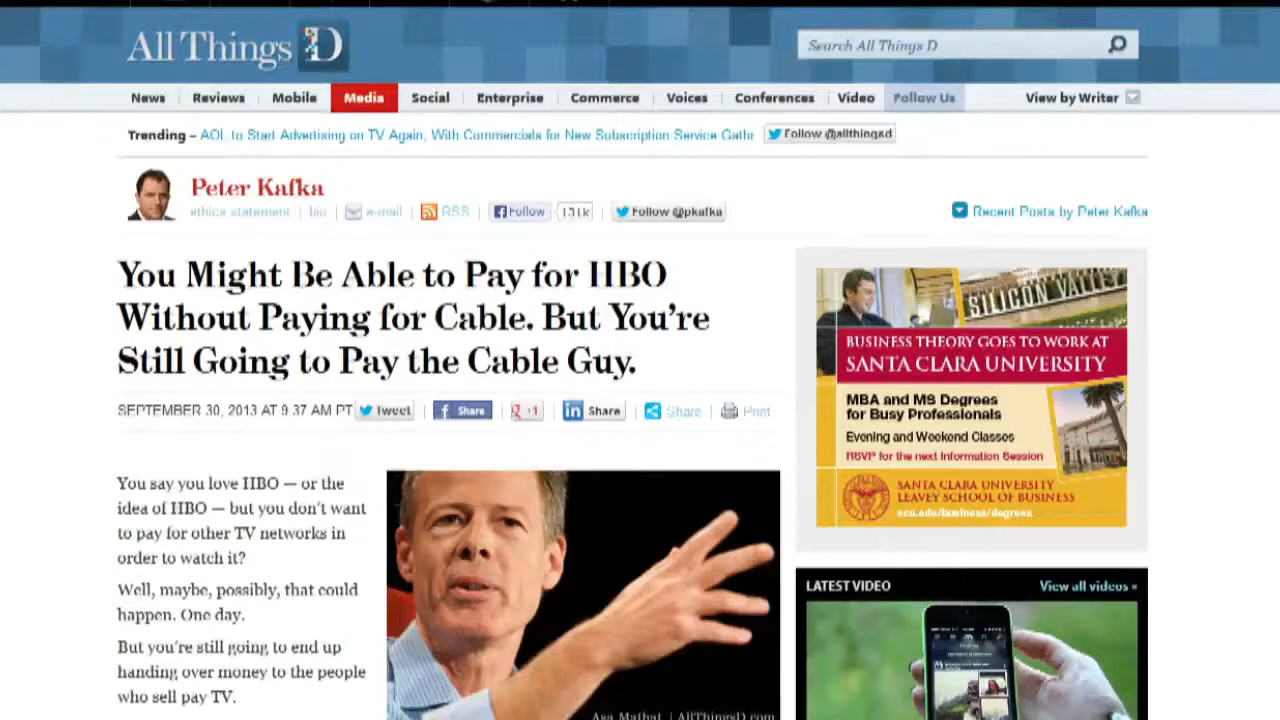 All Things D
Search All Things D
News
Reviews
Mobile
Media
Social
Enterprise
Commerce
Voices
Conferences
Video
Follow Us
View by Writer
Trending – AOL to Start Advertising on TV Again, With Commercials for New Subscription Service Gathr
Follow @allthingsd
Peter Kafka
ethics statement | bio | e-mail | RSS | Follow 131k | Follow @pkafka
Recent Posts by Peter Kafka
You Might Be Able to Pay for HBO
Without Paying for Cable. But You're
Still Going to Pay the Cable Guy.
SEPTEMBER 30, 2013 AT 9:37 AM PT
Tweet
Share
+1
Share
Share
Print
You say you love HBO — or the
idea of HBO — but you don't want
to pay for other TV networks in
order to watch it?
Well, maybe, possibly, that could
happen. One day.
But you're still going to end up
handing over money to the people
who sell pay TV.
Asa Mathat | AllThingsD.com
SILICON VALLEY
BUSINESS THEORY GOES TO WORK AT
SANTA CLARA UNIVERSITY
MBA and MS Degrees
for Busy Professionals
Evening and Weekend Classes
RSVP for the next Information Session
SANTA CLARA UNIVERSITY
LEAVEY SCHOOL OF BUSINESS
scu.edu/business/degrees
LATEST VIDEO
View all videos »